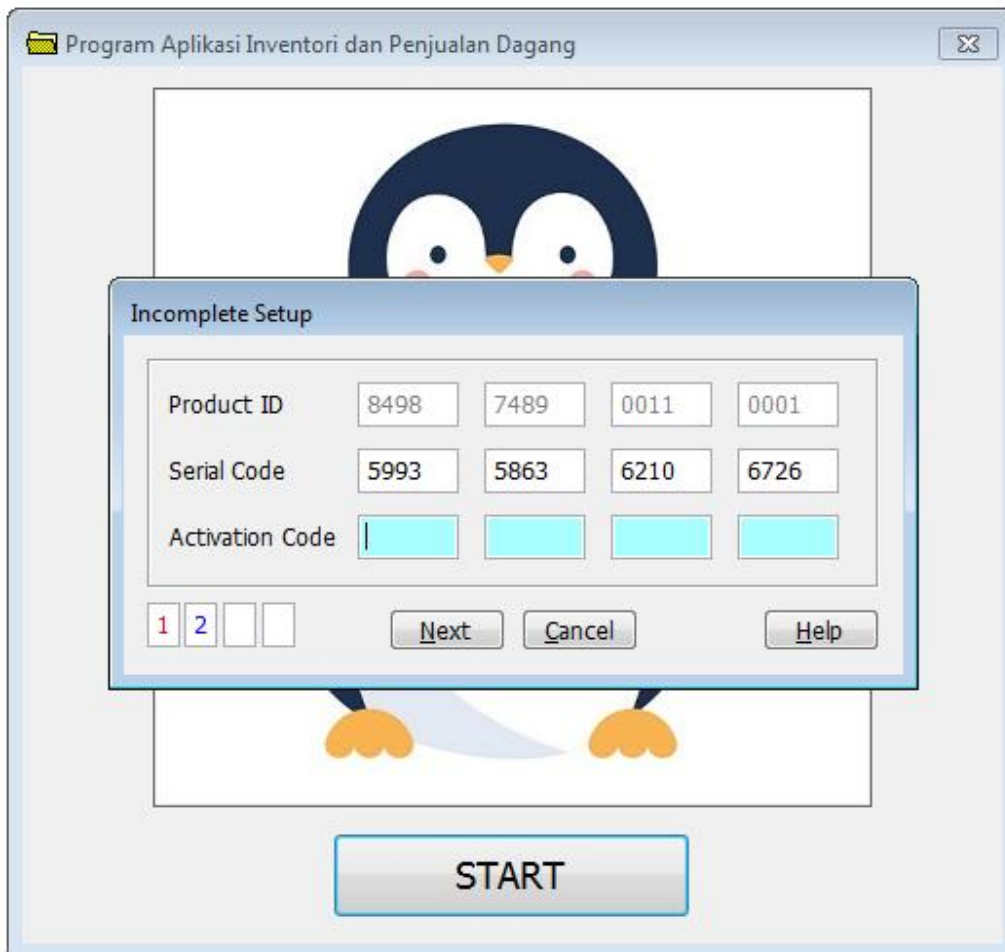 Program Aplikasi Inventori dan Penjualan Dagang
Incomplete Setup
Product ID 8498 7489 0011 0001
Serial Code 5993 5863 6210 6726
Activation Code
1 2 Next Cancel Help
START